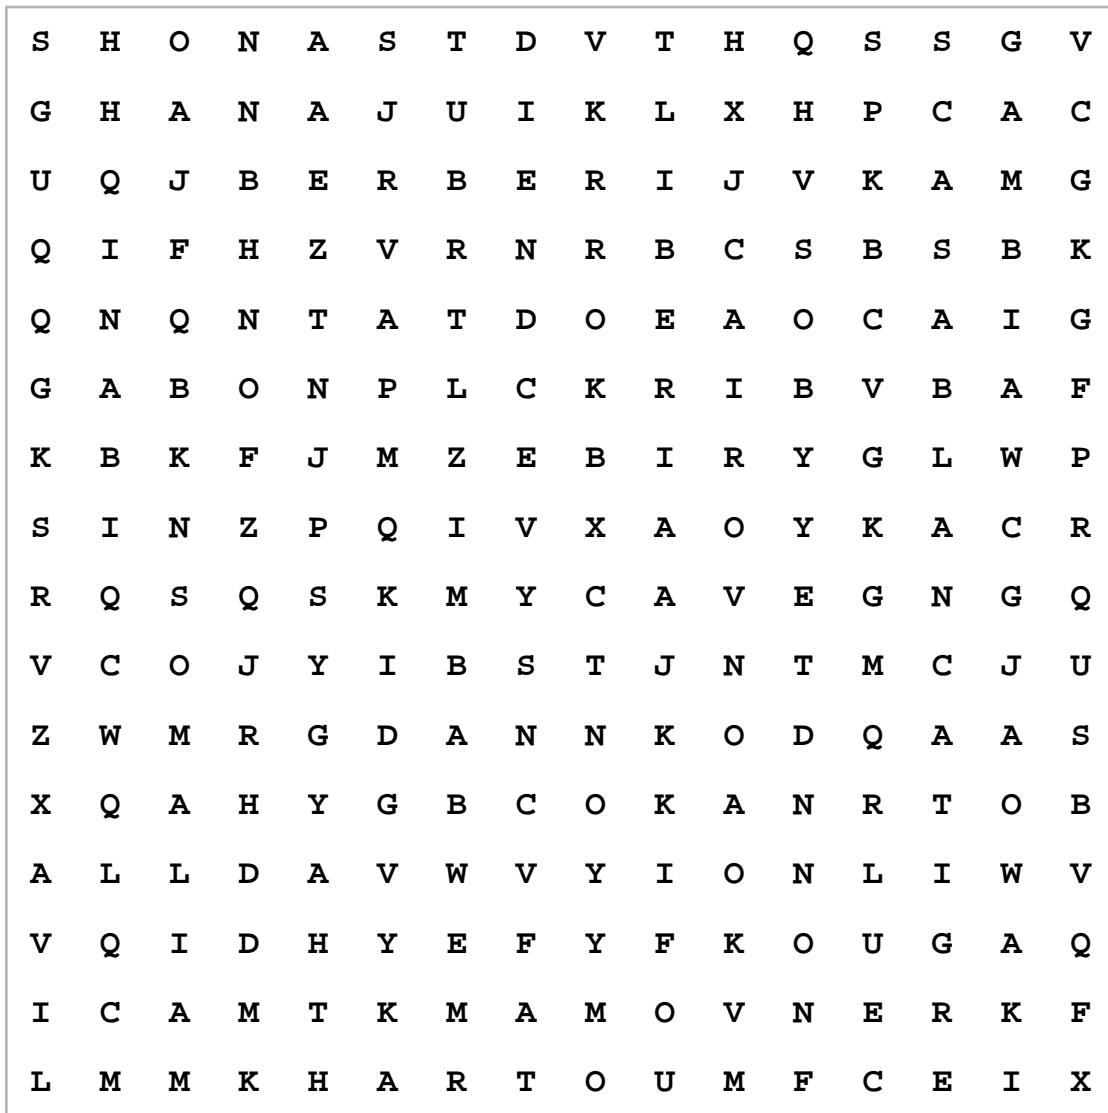 S H O N A S T D V T H Q S S G V
G H A N A J U I K L X H P C A C
U Q J B E R B E R I J V K A M G
Q I F H Z V R N R B C S B S B K
Q N Q N T A T D O E A O C A I G
G A B O N P L C K R I B V B A F
K B K F J M Z E B I R Y G L W P
S I N Z P Q I V X A O Y K A C R
R Q S Q S K M Y C A V E G N G Q
V C O J Y I B S T J N T M C J U
Z W M R G D A N N K O D Q A A S
X Q A H Y G B C O K A N R T O B
A L L D A V W V Y I O N L I W V
V Q I D H Y E F Y F K O U G A Q
I C A M T K M A M O V N E R K F
L M M K H A R T O U M F C E I X